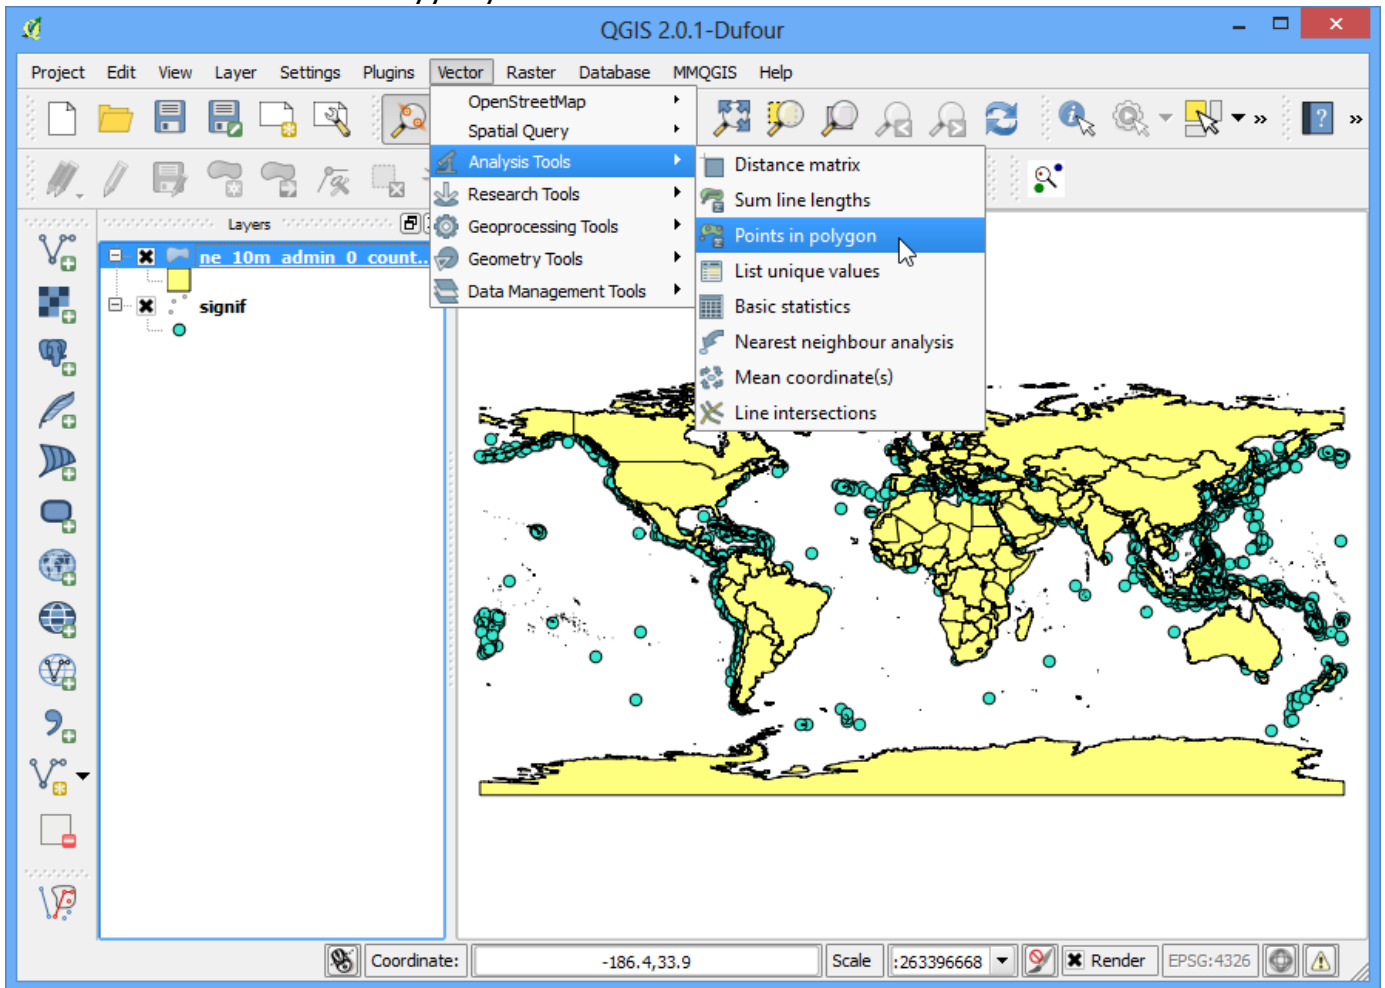 QGIS 2.0.1-Dufour
Project Edit View Layer Settings Plugins Vector Raster Database MMQGIS Help
OpenStreetMap
Spatial Query
Analysis Tools
Research Tools
Geoprocessing Tools
Geometry Tools
Data Management Tools
Distance matrix
Sum line lengths
Points in polygon
List unique values
Basic statistics
Nearest neighbour analysis
Mean coordinate(s)
Line intersections
Layers
ne_10m_admin_0_count..
signif
Coordinate: -186.4,33.9 Scale :263396668 Render EPSG:4326